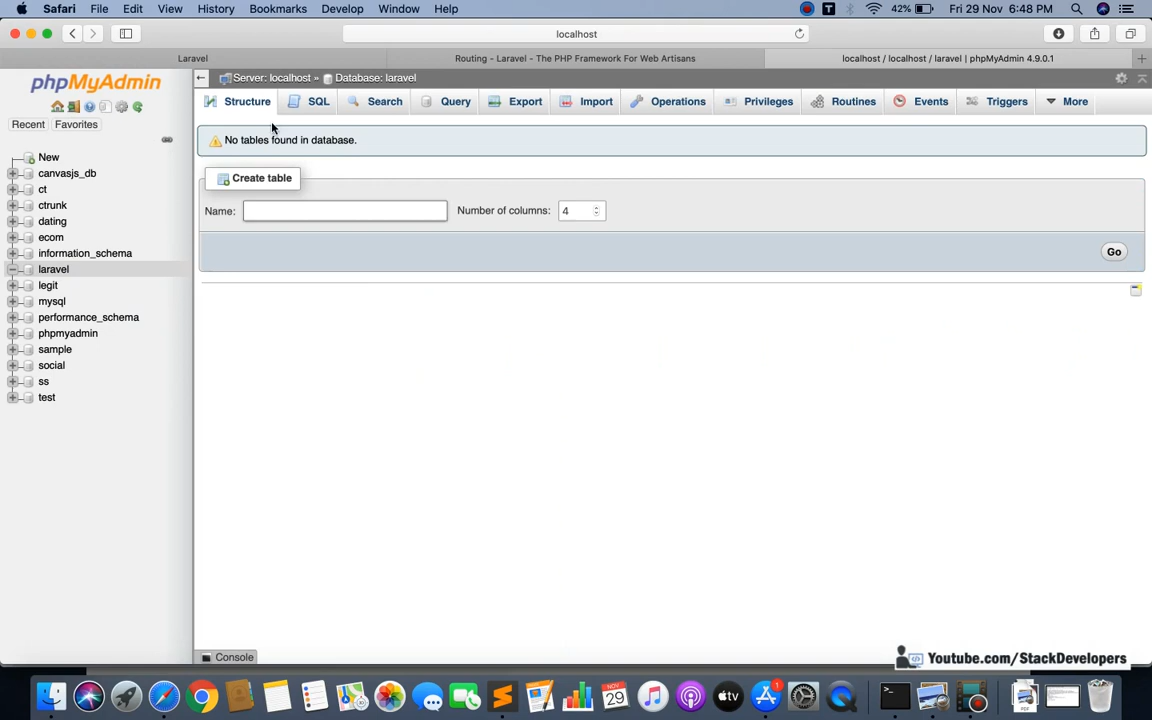 Safari File Edit View History Bookmarks Develop Window Help T 42% Fri 29 Nov 6:48 PM
localhost
Laravel Routing - Laravel - The PHP Framework For Web Artisans localhost / localhost / laravel | phpMyAdmin 4.9.0.1
phpMyAdmin
Recent Favorites
New
canvasjs_db
ct
ctrunk
dating
ecom
information_schema
laravel
legit
mysql
performance_schema
phpmyadmin
sample
social
ss
test
Server: localhost » Database: laravel
Structure SQL Search Query Export Import Operations Privileges Routines Events Triggers More
No tables found in database.
Create table
Name: Number of columns: 4
Go
Console
Youtube.com/StackDevelopers